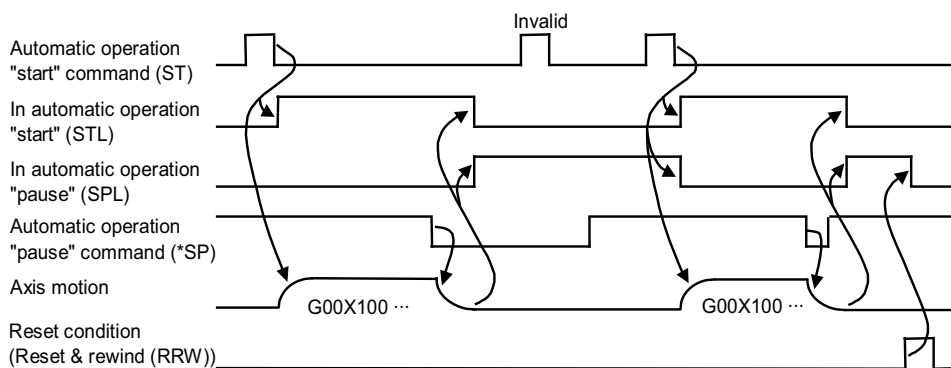 Invalid
Automatic operation
"start" command (ST)
In automatic operation
"start" (STL)
In automatic operation
"pause" (SPL)
Automatic operation
"pause" command (*SP)
Axis motion
G00X100 ···
G00X100 ···
Reset condition
(Reset & rewind (RRW))